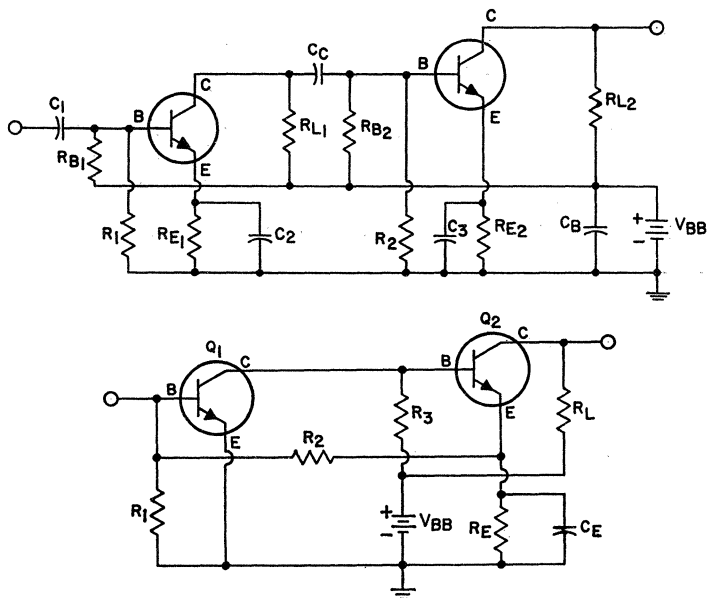 C
CC
B
C
RL2
C1
B
RL1
RB2
E
RB1
E
+
VBB
-
R1
RE1
C2
R2
C3
RE2
CB
Q2
Q1
C
C
B
B
R3
RL
E
E
R2
R1
+
VBB
-
RE
CE